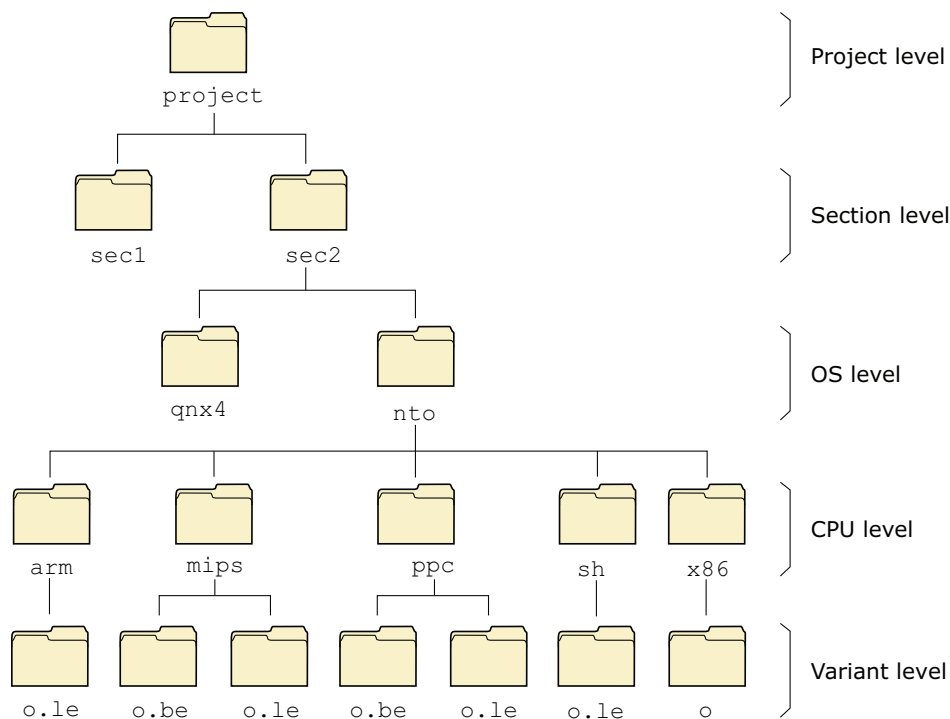 Project level
project
Section level
sec1 sec2
OS level
qnx4 nto
CPU level
arm mips ppc sh x86
Variant level
o.le o.be o.le o.be o.le o.le o